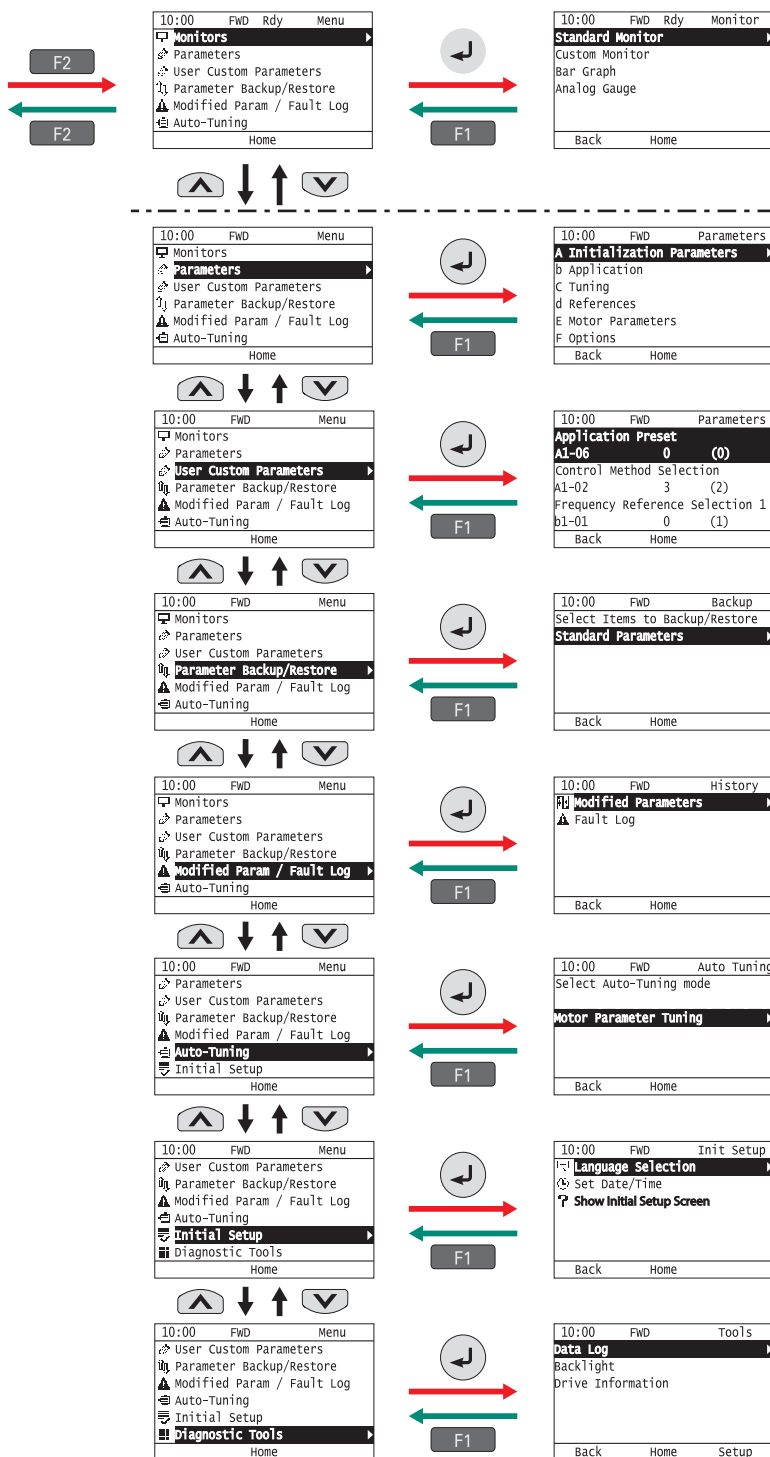 F2
F2
10:00 FWD Rdy Menu
Monitors
Parameters
User Custom Parameters
Parameter Backup/Restore
Modified Param / Fault Log
Auto-Tuning
Home
F1
10:00 FWD Rdy Monitor
Standard Monitor
Custom Monitor
Bar Graph
Analog Gauge
Back Home
10:00 FWD Menu
Monitors
Parameters
User Custom Parameters
Parameter Backup/Restore
Modified Param / Fault Log
Auto-Tuning
Home
F1
10:00 FWD Parameters
A Initialization Parameters
b Application
C Tuning
d References
E Motor Parameters
F Options
Back Home
10:00 FWD Menu
Monitors
Parameters
User Custom Parameters
Parameter Backup/Restore
Modified Param / Fault Log
Auto-Tuning
Home
F1
10:00 FWD Parameters
Application Preset
A1-06 0 (0)
Control Method Selection
A1-02 3 (2)
Frequency Reference Selection 1
b1-01 0 (1)
Back Home
10:00 FWD Menu
Monitors
Parameters
User Custom Parameters
Parameter Backup/Restore
Modified Param / Fault Log
Auto-Tuning
Home
F1
10:00 FWD Backup
Select Items to Backup/Restore
Standard Parameters
Back Home
10:00 FWD Menu
Monitors
Parameters
User Custom Parameters
Parameter Backup/Restore
Modified Param / Fault Log
Auto-Tuning
Home
F1
10:00 FWD History
Modified Parameters
Fault Log
Back Home
10:00 FWD Menu
Parameters
User Custom Parameters
Parameter Backup/Restore
Modified Param / Fault Log
Auto-Tuning
Initial Setup
Home
F1
10:00 FWD Auto Tuning
Select Auto-Tuning mode
Motor Parameter Tuning
Back Home
10:00 FWD Menu
User Custom Parameters
Parameter Backup/Restore
Modified Param / Fault Log
Auto-Tuning
Initial Setup
Diagnostic Tools
Home
F1
10:00 FWD Init Setup
Language Selection
Set Date/Time
? Show Initial Setup Screen
Back Home
10:00 FWD Menu
User Custom Parameters
Parameter Backup/Restore
Modified Param / Fault Log
Auto-Tuning
Initial Setup
Diagnostic Tools
Home
F1
10:00 FWD Tools
Data Log
Backlight
Drive Information
Back Home Setup